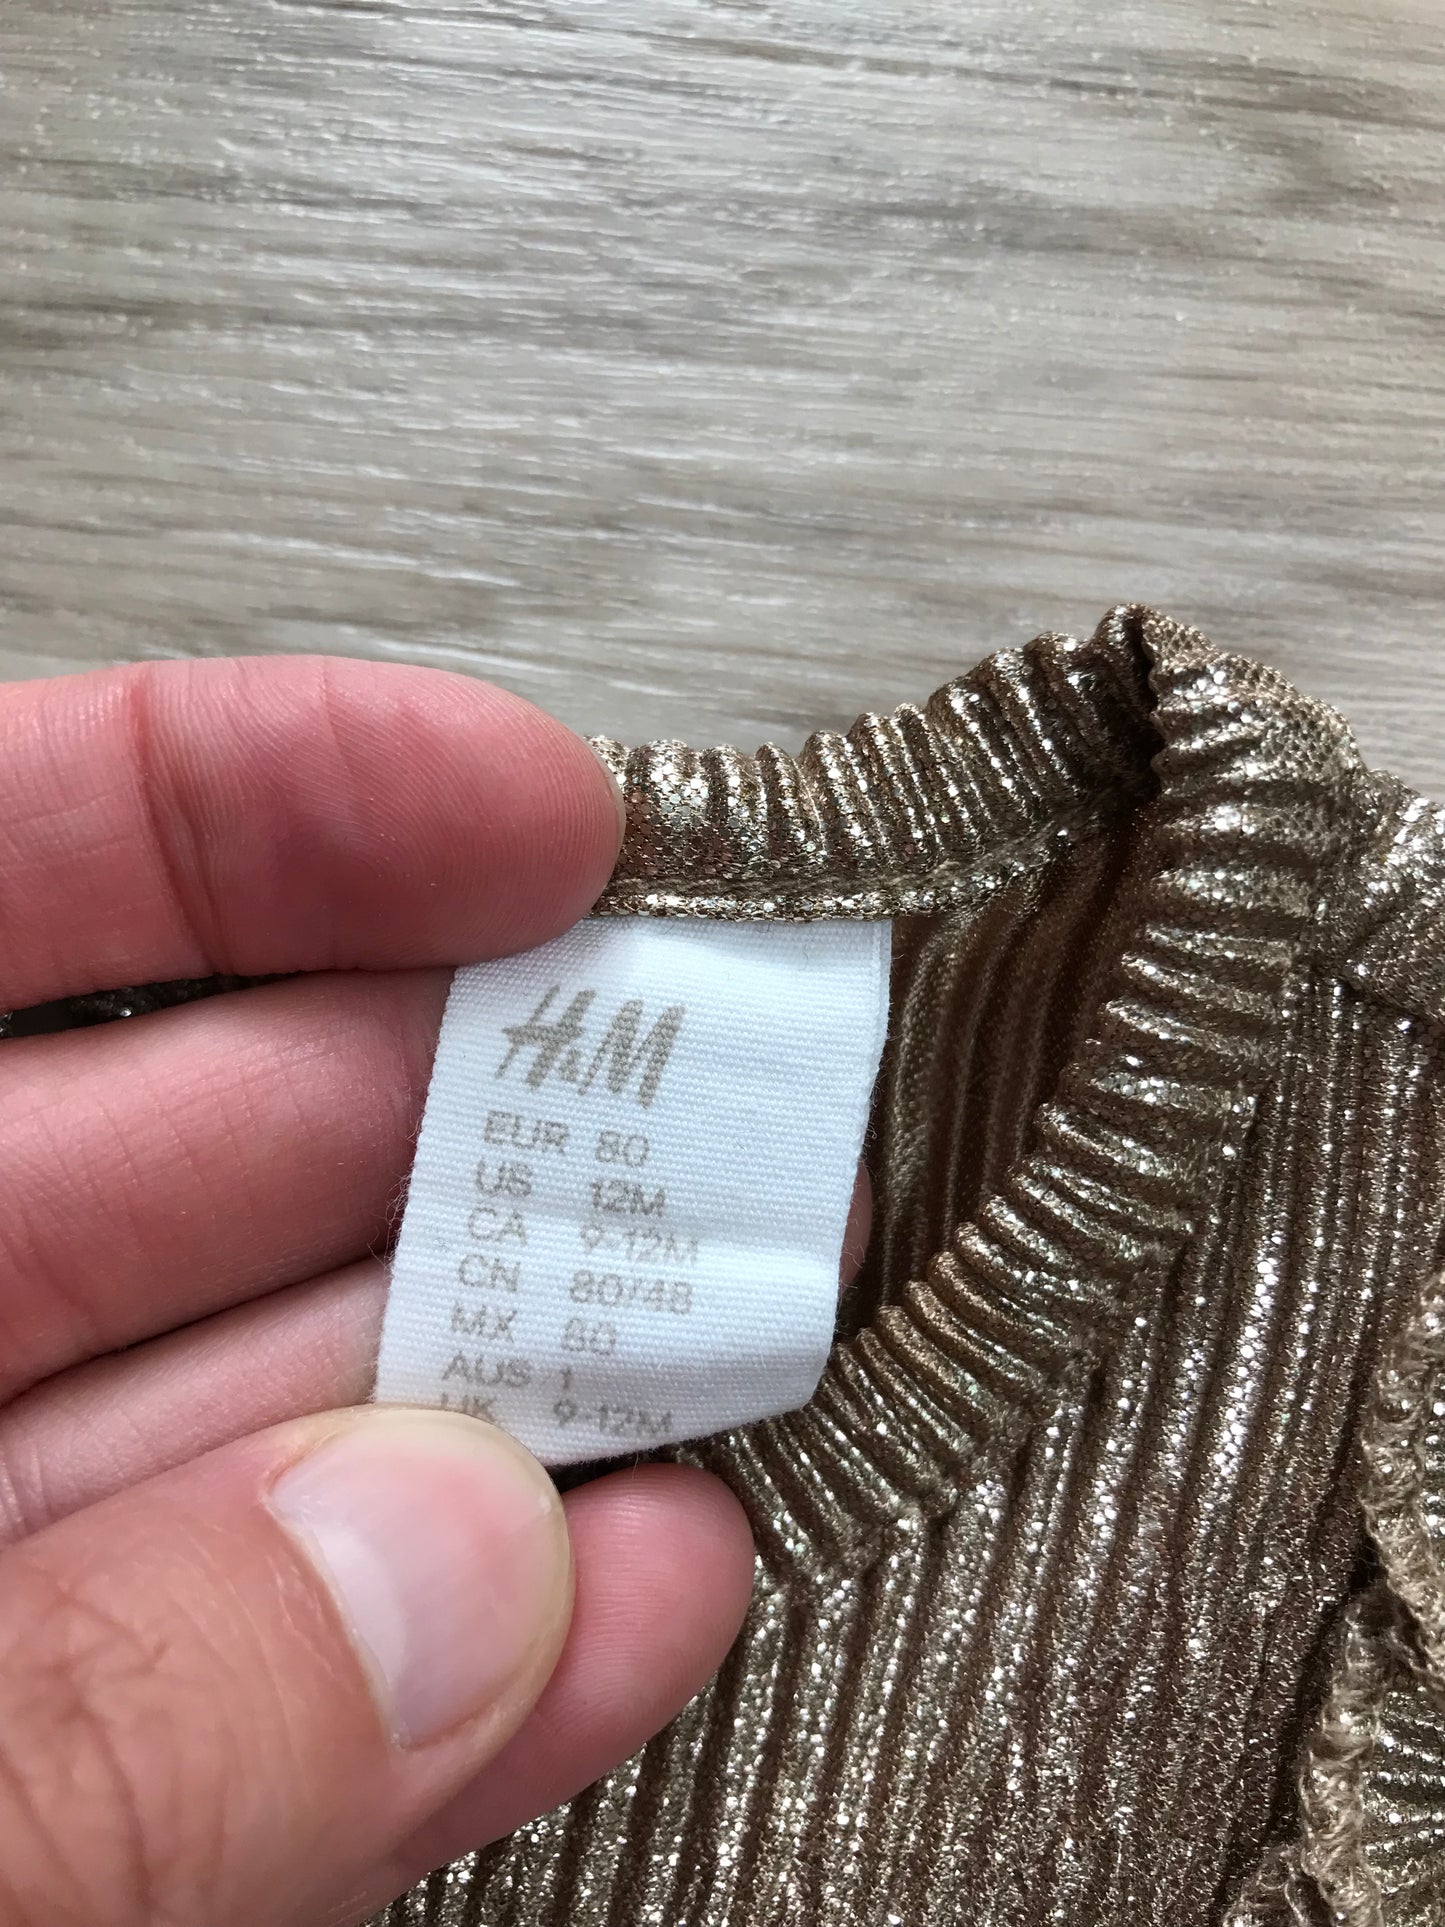 H&M
EUR 80
US 12M
CA 9-12M
CN 80/48
MX 80
AUS 1
UK 9-12M